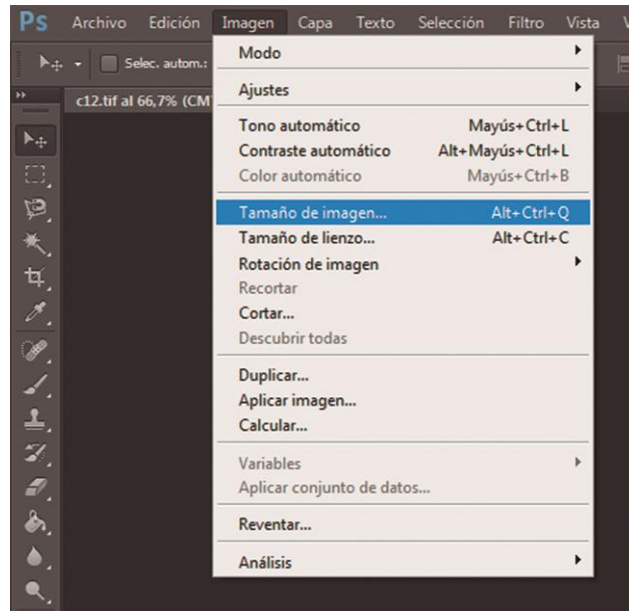 Ps Archivo Edición Imagen Capa Texto Selección Filtro Vista
Selec. autom.:
c12.tif al 66,7% (CM
Modo
Ajustes
Tono automático Mayús+Ctrl+L
Contraste automático Alt+Mayús+Ctrl+L
Color automático Mayús+Ctrl+B
Tamaño de imagen... Alt+Ctrl+Q
Tamaño de lienzo... Alt+Ctrl+C
Rotación de imagen
Recortar
Cortar...
Descubrir todas
Duplicar...
Aplicar imagen...
Calcular...
Variables
Aplicar conjunto de datos...
Reventar...
Análisis